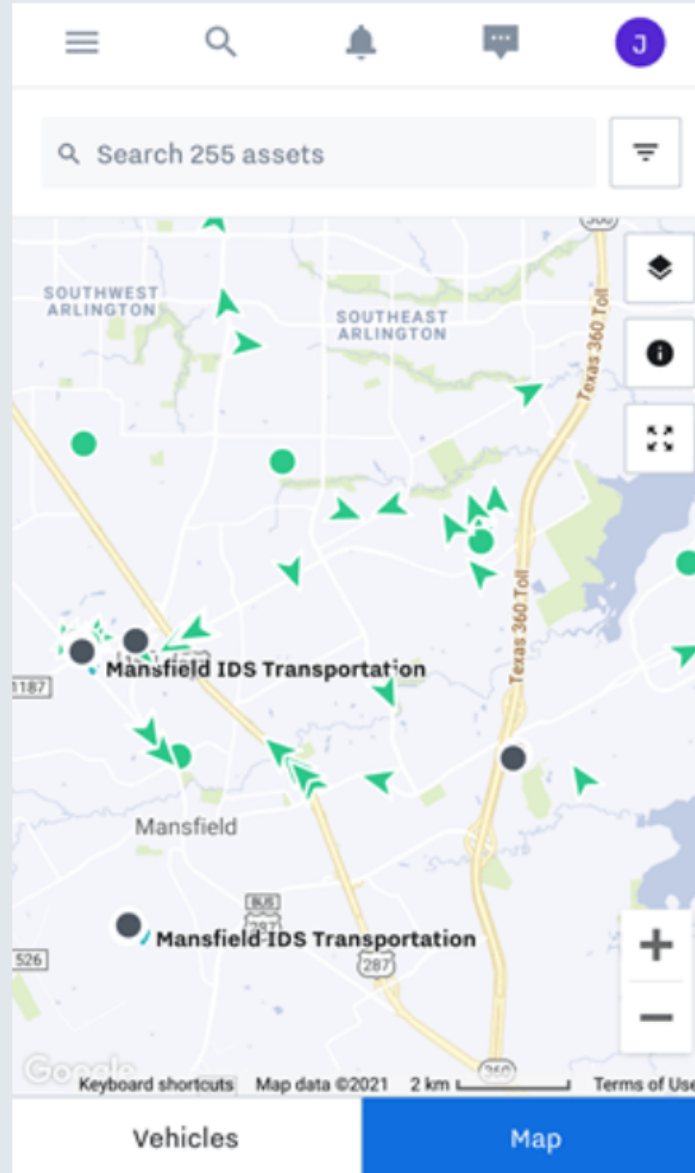 J
Search 255 assets
360
SOUTHWEST
ARLINGTON
SOUTHEAST
ARLINGTON
Texas 360 Toll
Texas 360 Toll
Mansfield IDS Transportation
1187
Mansfield
BUS
287
Mansfield IDS Transportation
526
287
Google
360
Keyboard shortcuts
Map data ©2021
2 km
Terms of Use
Vehicles
Map